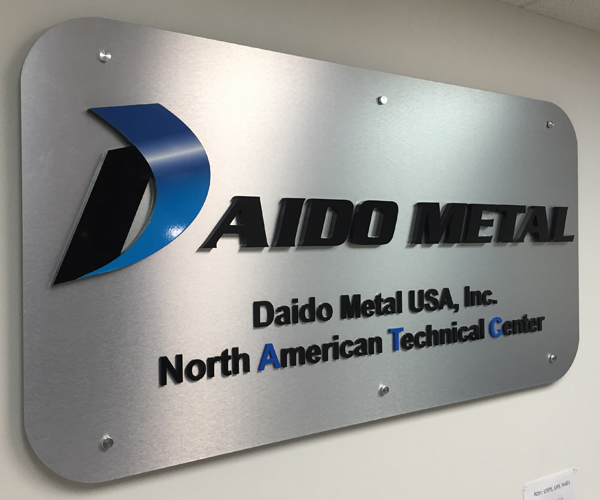 DAIDO METAL
Daido Metal USA, Inc.
North American Technical Center